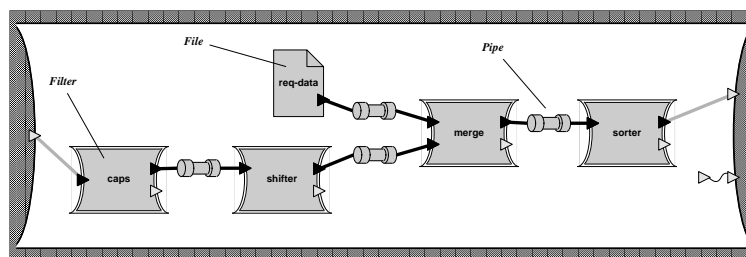 File
Pipe
Filter
req-data
merge
sorter
caps
shifter